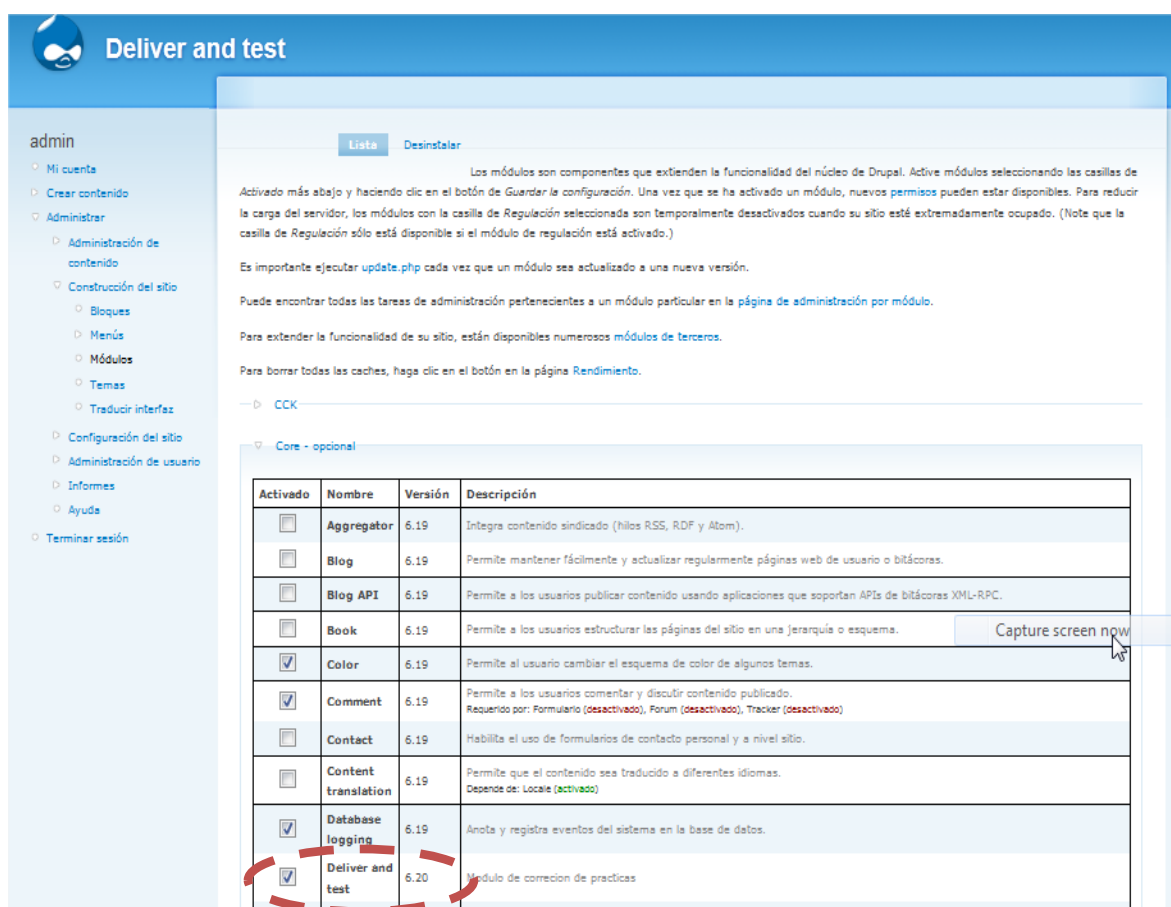 Deliver and test
admin
Mi cuenta
Crear contenido
Administrar
Administración de
contenido
Construcción del sitio
Bloques
Menús
Módulos
Temas
Traducir interfaz
Configuración del sitio
Administración de usuario
Informes
Ayuda
Terminar sesión
Lista Desinstalar
Los módulos son componentes que extienden la funcionalidad del núcleo de Drupal. Active módulos seleccionando las casillas de
Activado más abajo y haciendo clic en el botón de Guardar la configuración. Una vez que se ha activado un módulo, nuevos permisos pueden estar disponibles. Para reducir
la carga del servidor, los módulos con la casilla de Regulación seleccionada son temporalmente desactivados cuando su sitio esté extremadamente ocupado. (Note que la
casilla de Regulación sólo está disponible si el módulo de regulación está activado.)
Es importante ejecutar update.php cada vez que un módulo sea actualizado a una nueva versión.
Puede encontrar todas las tareas de administración pertenecientes a un módulo particular en la página de administración por módulo.
Para extender la funcionalidad de su sitio, están disponibles numerosos módulos de terceros.
Para borrar todas las caches, haga clic en el botón en la página Rendimiento.
CCK
Core - opcional
Activado Nombre Versión Descripción
Aggregator 6.19 Integra contenido sindicado (hilos RSS, RDF y Atom).
Blog 6.19 Permite mantener fácilmente y actualizar regularmente páginas web de usuario o bitácoras.
Blog API 6.19 Permite a los usuarios publicar contenido usando aplicaciones que soportan APIs de bitácoras XML-RPC.
Book 6.19 Permite a los usuarios estructurar las páginas del sitio en una jerarquía o esquema.
Capture screen now
Color 6.19 Permite al usuario cambiar el esquema de color de algunos temas.
Comment 6.19 Permite a los usuarios comentar y discutir contenido publicado.
Requerido por: Formulario (desactivado), Forum (desactivado), Tracker (desactivado)
Contact 6.19 Habilita el uso de formularios de contacto personal y a nivel sitio.
Content
translation 6.19 Permite que el contenido sea traducido a diferentes idiomas.
Depende de: Locale (activado)
Database
logging 6.19 Anota y registra eventos del sistema en la base de datos.
Deliver and
test 6.20 Modulo de correcion de practicas